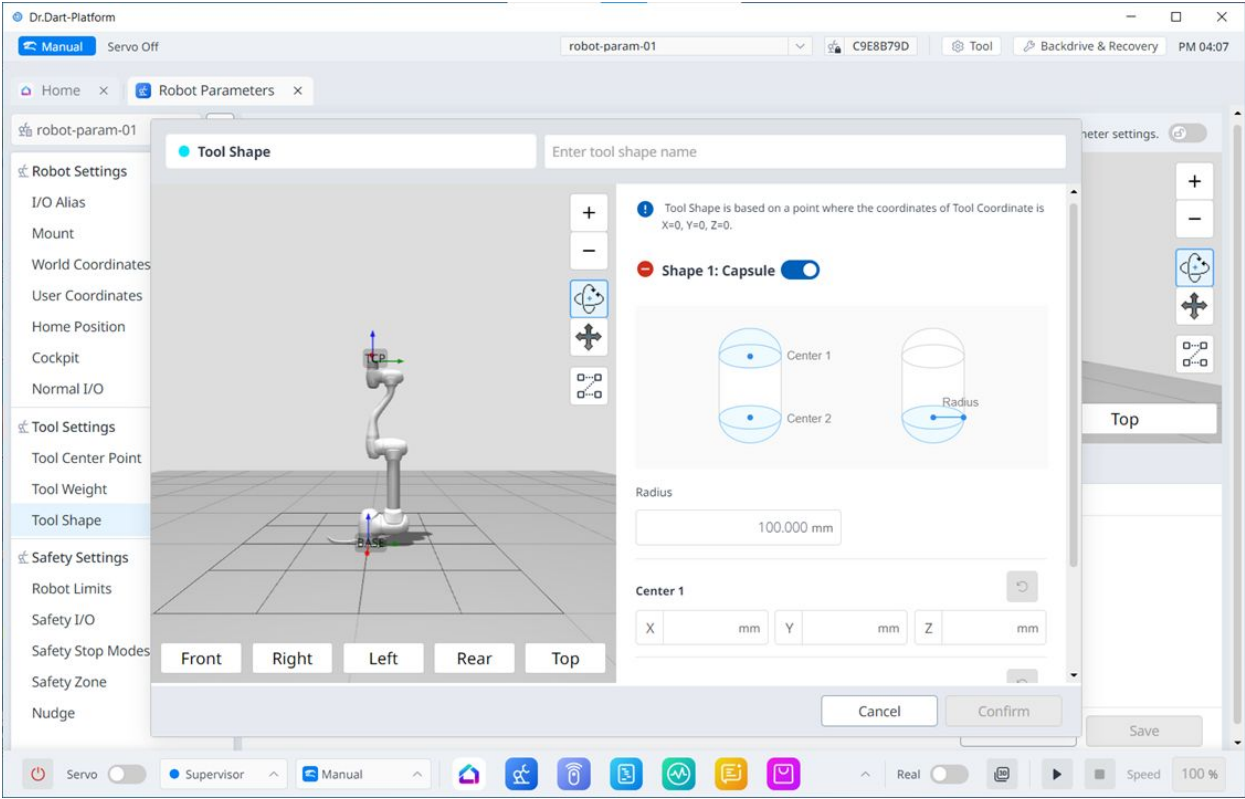 Dr.Dart-Platform
Manual Servo Off robot-param-01 C9E8B79D Tool Backdrive & Recovery PM 04:07
Home Robot Parameters
robot-param-01
neter settings.
Tool Shape Enter tool shape name
Robot Settings
I/O Alias
Mount
World Coordinates
User Coordinates
Home Position
Cockpit
Normal I/O
Tool Settings
Tool Center Point
Tool Weight
Tool Shape
Safety Settings
Robot Limits
Safety I/O
Safety Stop Modes
Safety Zone
Nudge
TCP
BASE
Front Right Left Rear Top
Tool Shape is based on a point where the coordinates of Tool Coordinate is
X=0, Y=0, Z=0.
Shape 1: Capsule
Center 1
Center 2
Radius
Radius
100.000 mm
Center 1
X mm Y mm Z mm
Cancel Confirm
Top
Save
Servo Supervisor Manual Real 3D Speed 100 %